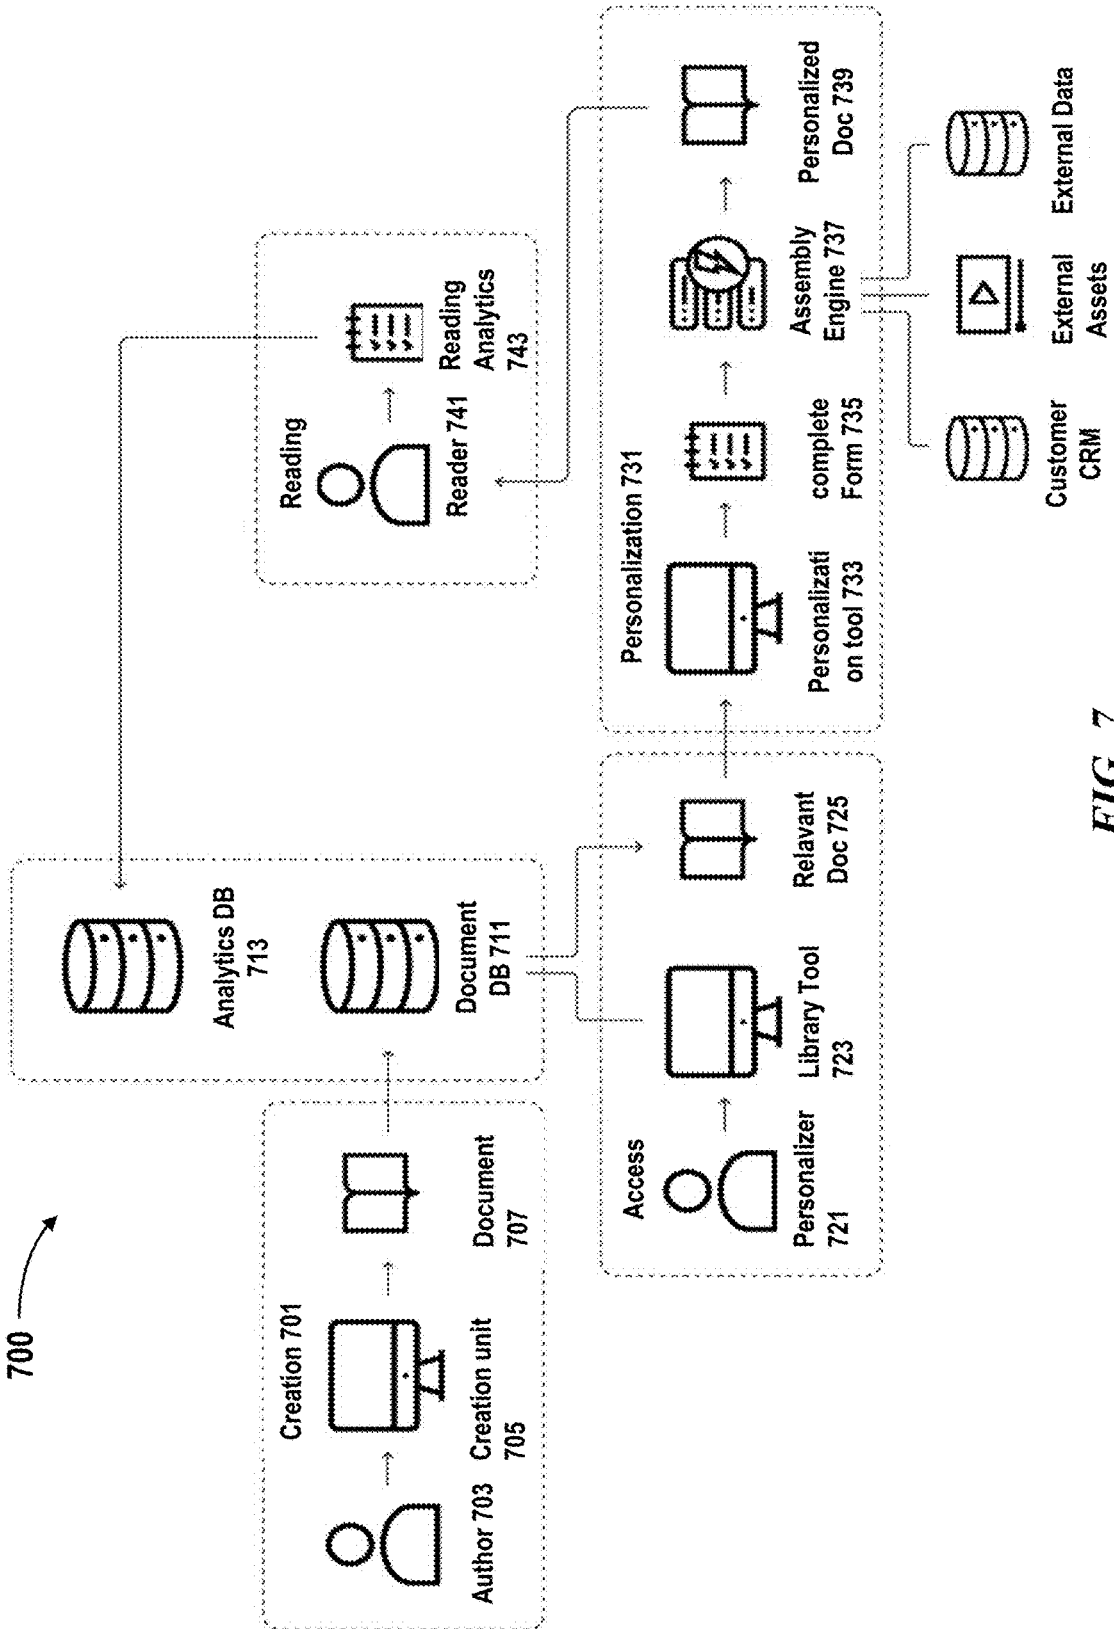 700
Creation 701
Author 703
Creation unit
705
Document
707
Analytics DB
713
Document
DB 711
Reading
Reader 741
Reading
Analytics
743
Access
Personalizer
721
Library Tool
723
Relavant
Doc 725
Personalization 731
Personalizati
on tool 733
complete
Form 735
Assembly
Engine 737
Personalized
Doc 739
Customer
CRM
External
Assets
External Data
FIG. 7